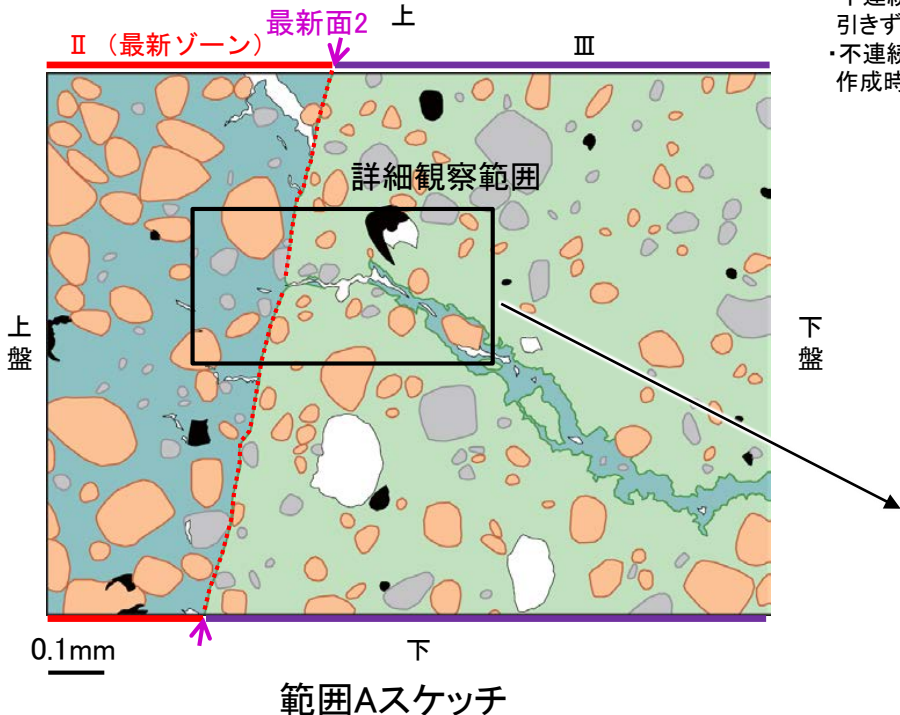 上
最新面2
Ⅱ （最新ゾーン）
Ⅲ
引きず
・不連続
作成時
詳細観察範囲
上
盤
下
盤
0.1mm
下
範囲Aスケッチ